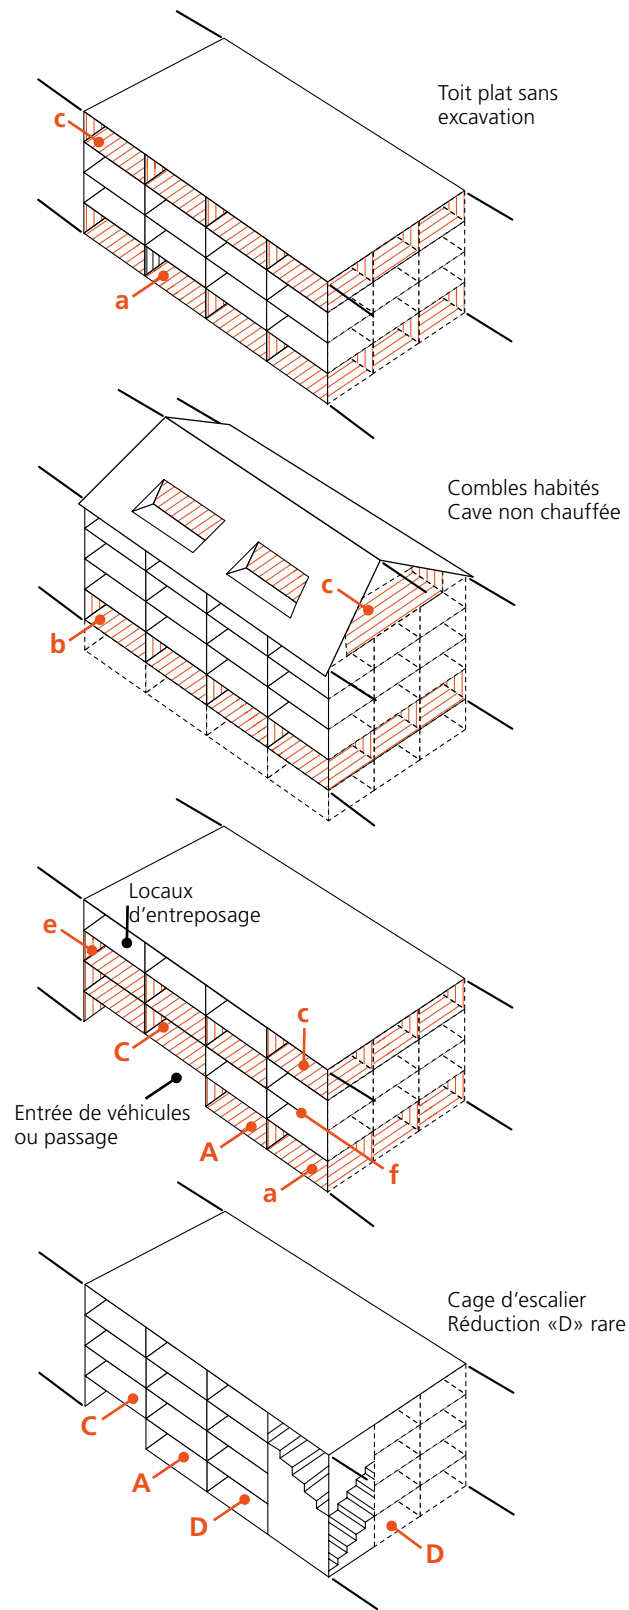 Toit plat sans
excavation
c
a
Combles habités
Cave non chauffée
c
b
Locaux
d’entreposage
e
c
C
Entrée de véhicules
ou passage
A
f
a
Cage d’escalier
Réduction «D» rare
C
A
D
D